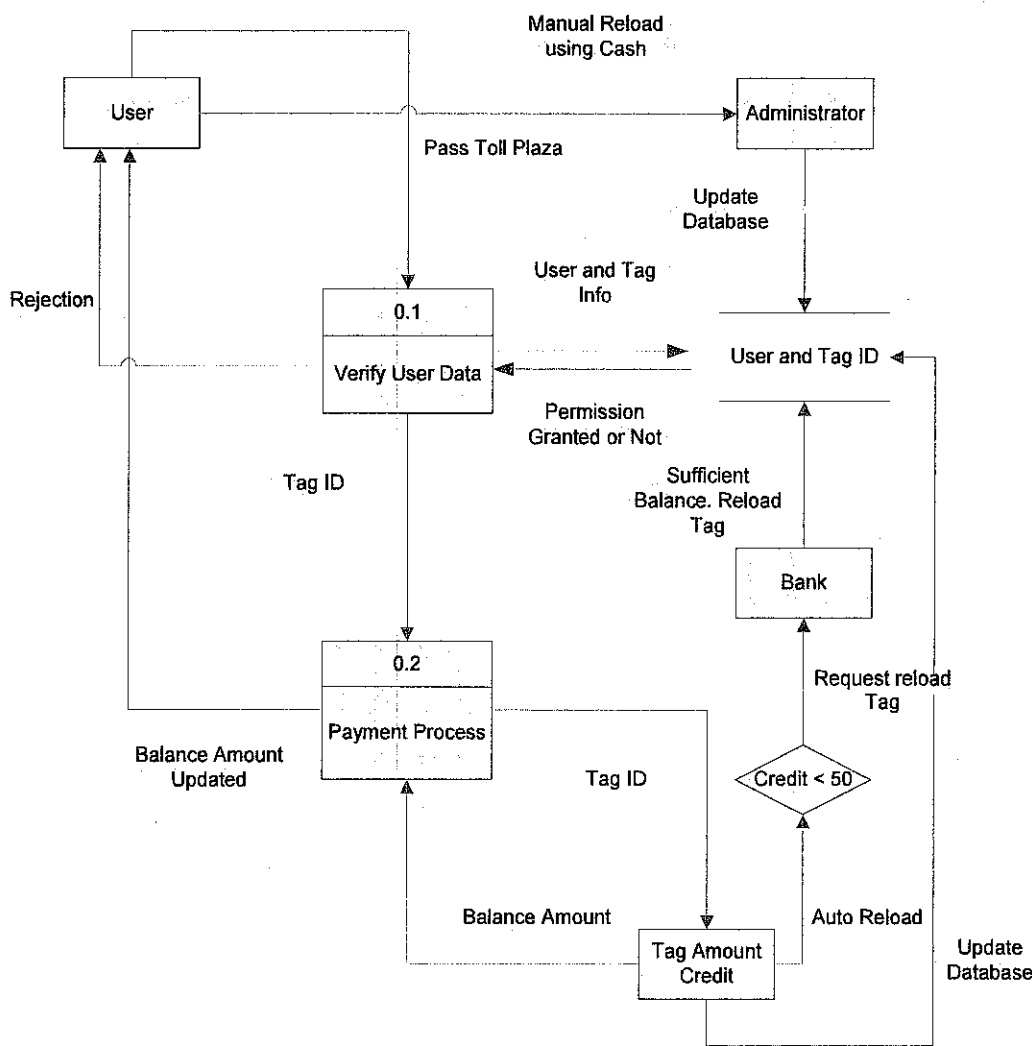 Manual Reload
using Cash
User
Administrator
Pass Toll Plaza
Update
Database
User and Tag
Info
Rejection
0.1
Verify User Data
User and Tag ID
Permission
Granted or Not
Tag ID
Sufficient
Balance. Reload
Tag
Bank
0.2
Payment Process
Request reload
Tag
Balance Amount
Updated
Tag ID
Credit < 50
Balance Amount
Auto Reload
Tag Amount
Credit
Update
Database